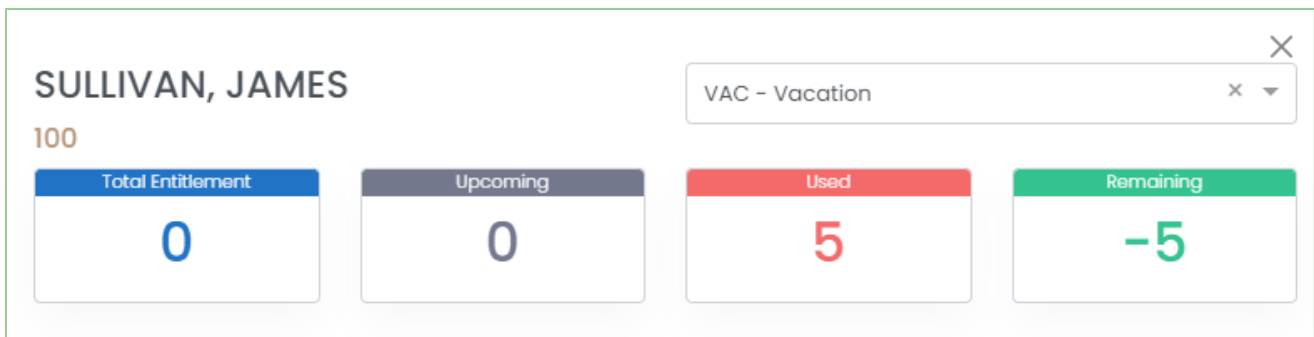 SULLIVAN, JAMES
VAC - Vacation
100
Total Entitlement
0
Upcoming
0
Used
5
Remaining
-5